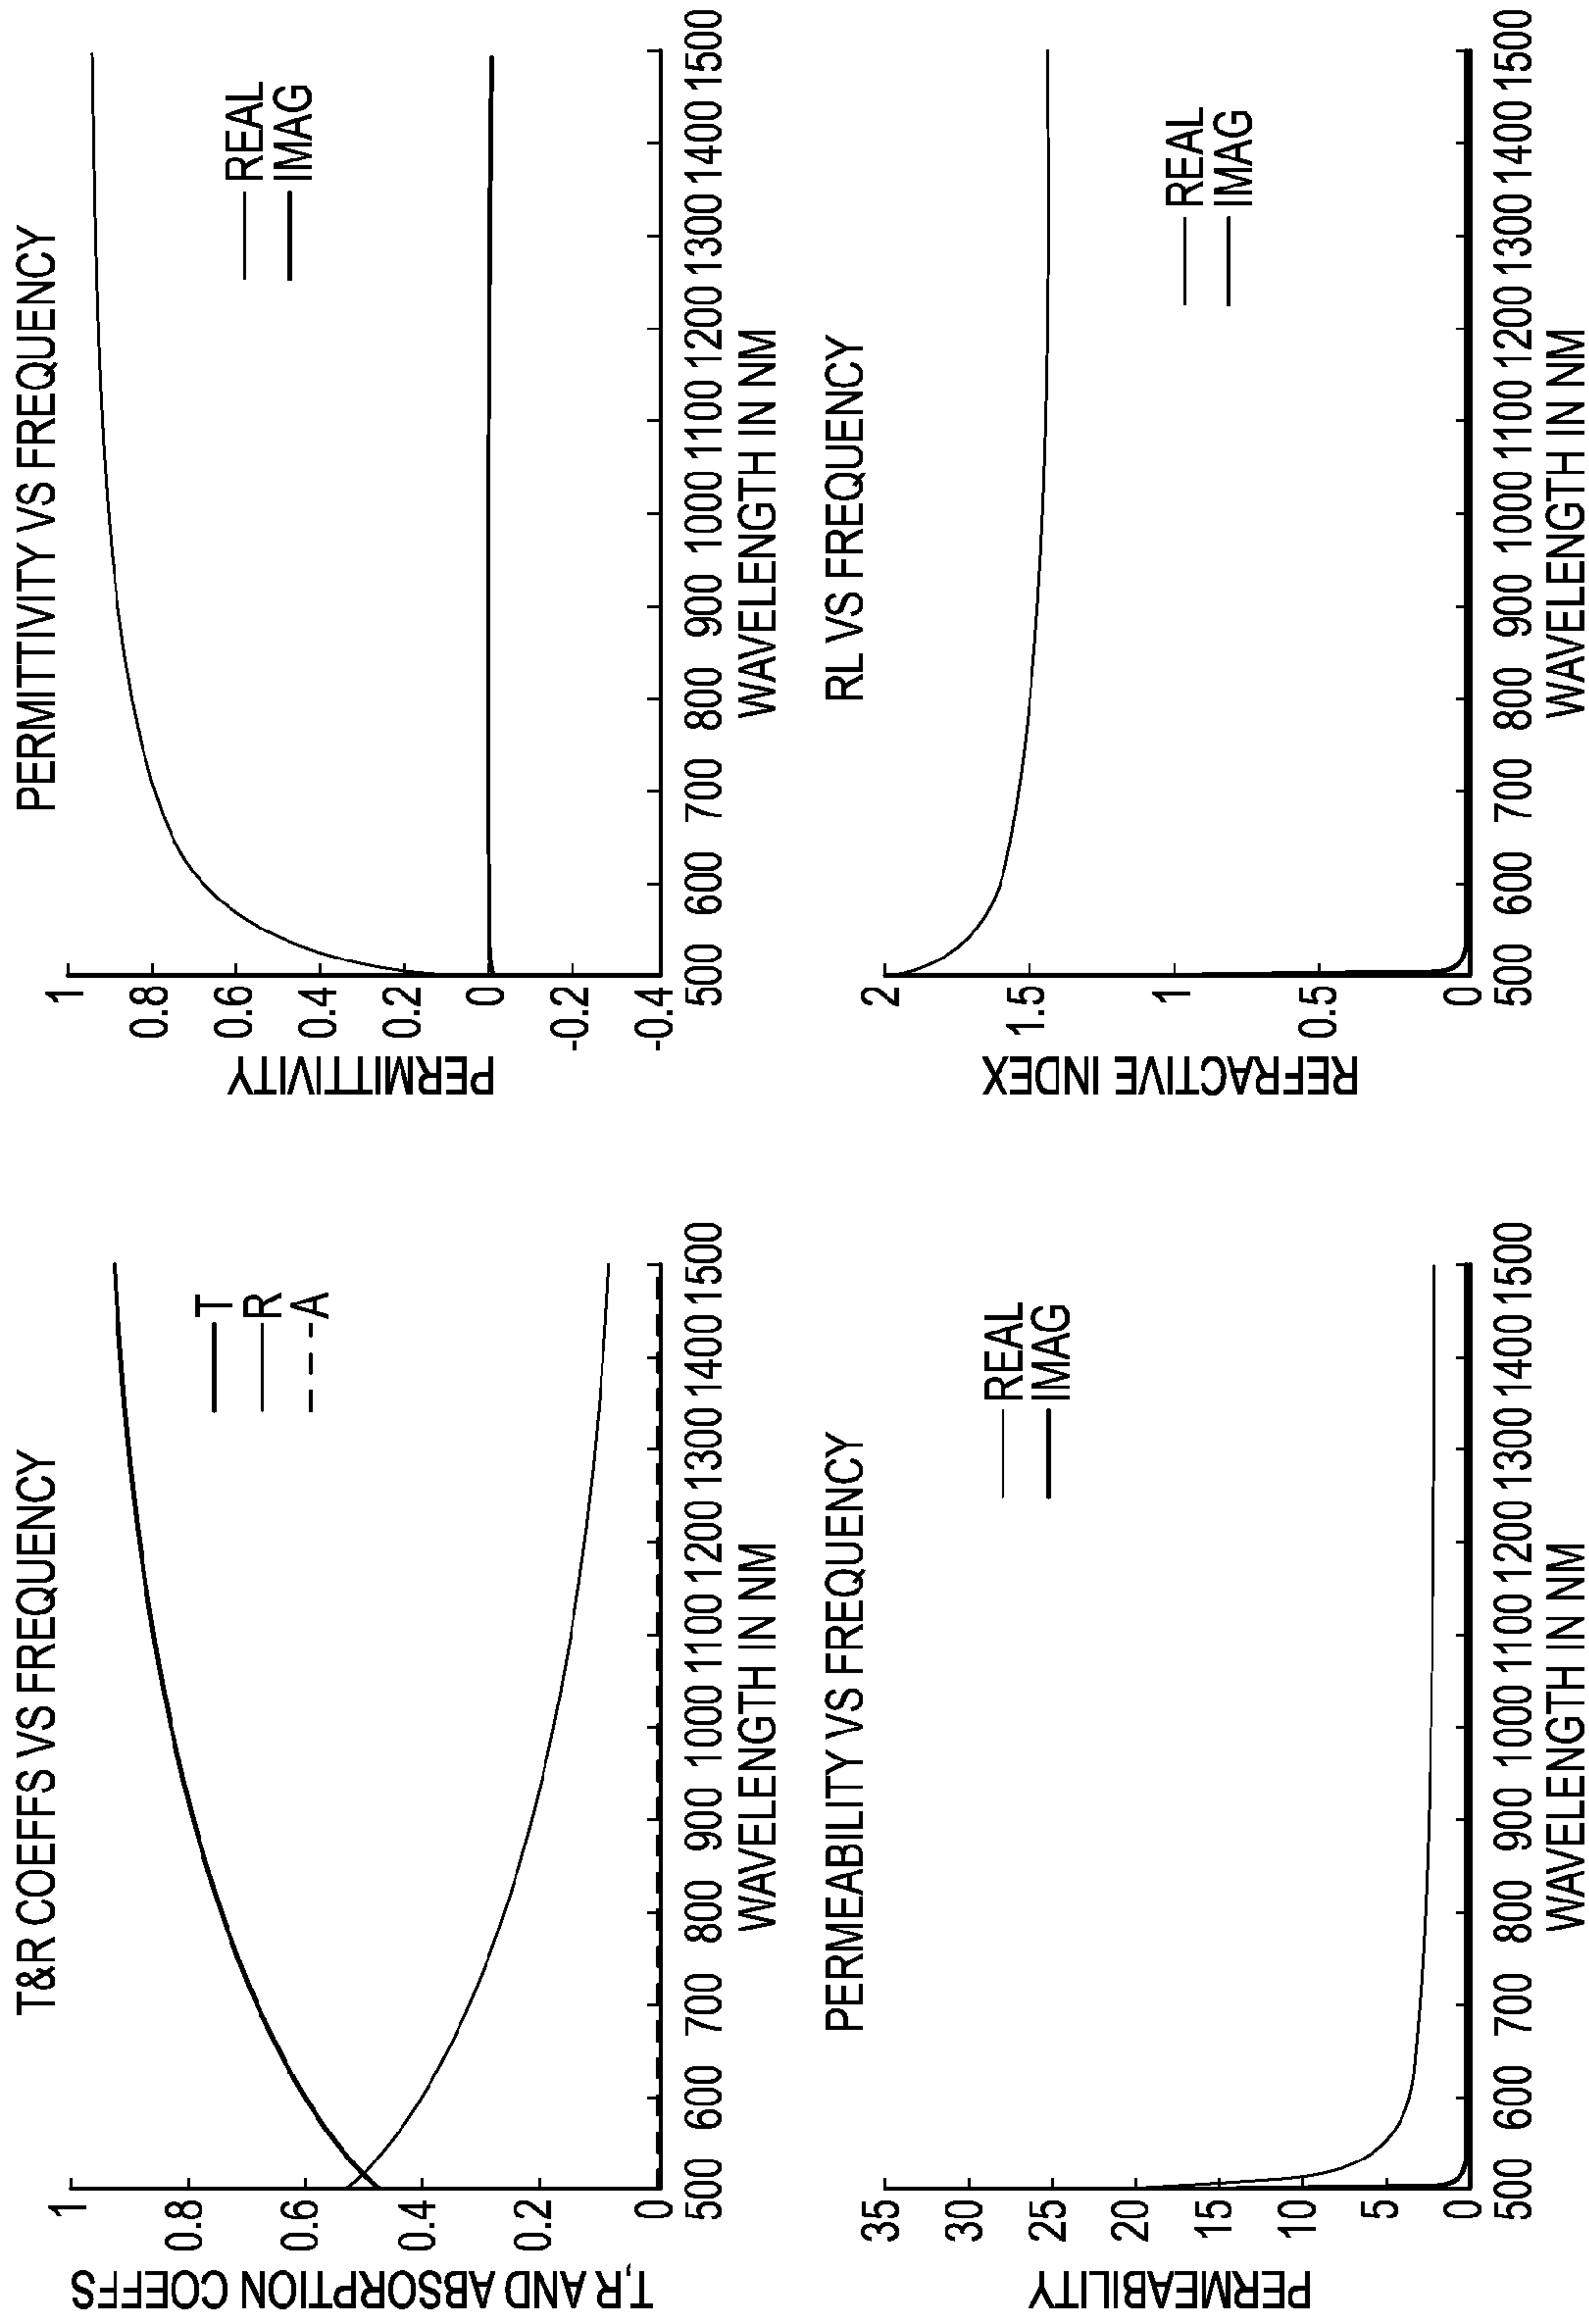 T&R COEFFS VS FREQUENCY
T,R AND ABSORPTION COEFFS
1
0.8
0.6
0.4
0.2
0
T
R
A
500 600 700 800 900 1000 1100 1200 1300 1400 1500
WAVELENGTH IN NM
PERMITTIVITY VS FREQUENCY
PERMITTIVITY
1
0.8
0.6
0.4
0.2
0
-0.2
-0.4
REAL
IMAG
500 600 700 800 900 1000 1100 1200 1300 1400 1500
WAVELENGTH IN NM
PERMEABILITY VS FREQUENCY
PERMEABILITY
35
30
25
20
15
10
5
0
REAL
IMAG
500 600 700 800 900 1000 1100 1200 1300 1400 1500
WAVELENGTH IN NM
RL VS FREQUENCY
REFRACTIVE INDEX
2
1.5
1
0.5
0
REAL
IMAG
500 600 700 800 900 1000 1100 1200 1300 1400 1500
WAVELENGTH IN NM